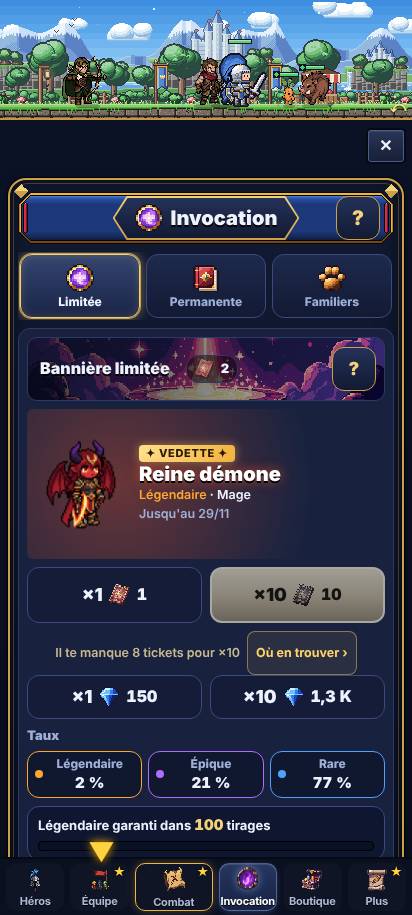 ×
Invocation
?
Limitée
Permanente
Familiers
Bannière limitée 2
?
✦ VEDETTE ✦
Reine démone
Légendaire · Mage
Jusqu'au 29/11
×1 1
×10 10
Il te manque 8 tickets pour ×10 Où en trouver ›
×1 150
×10 1,3 K
Taux
Légendaire
2 %
Épique
21 %
Rare
77 %
Légendaire garanti dans 100 tirages
Héros
Équipe
Combat
Invocation
Boutique
Plus